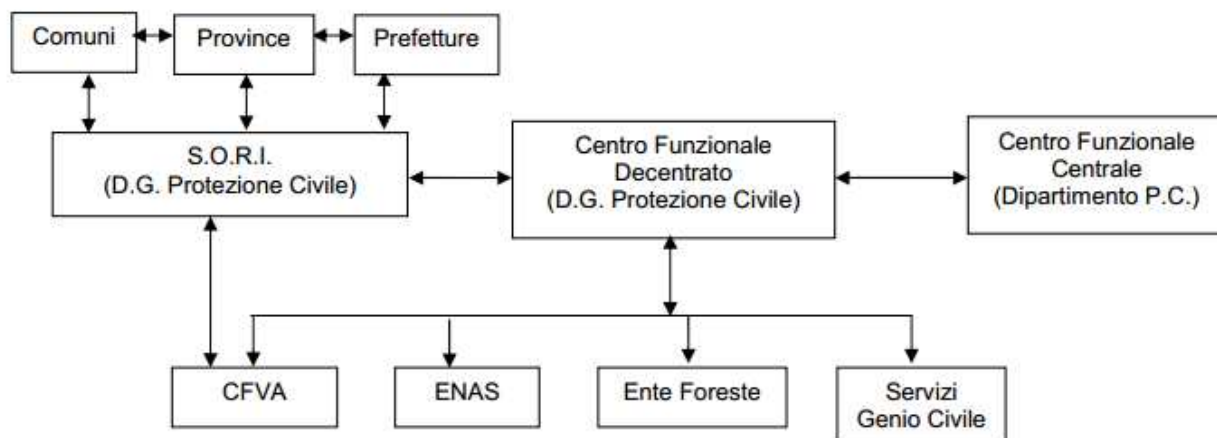 Comuni
Province
Prefetture
S.O.R.I.
(D.G. Protezione Civile)
Centro Funzionale
Decentrato
(D.G. Protezione Civile)
Centro Funzionale
Centrale
(Dipartimento P.C.)
CFVA
ENAS
Ente Foreste
Servizi
Genio Civile